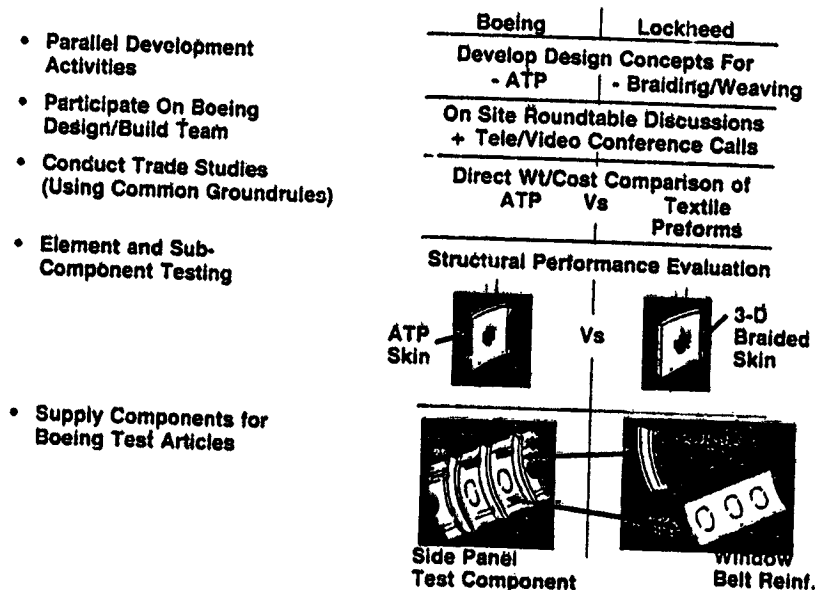 Boeing Lockheed
• Parallel Development
Activities
Develop Design Concepts For
- ATP - Braiding/Weaving
• Participate On Boeing
Design/Build Team
On Site Roundtable Discussions
+ Tele/Video Conference Calls
• Conduct Trade Studies
(Using Common Groundrules)
Direct Wt/Cost Comparison of
ATP Vs Textile
Preforms
• Element and Sub-
Component Testing
Structural Performance Evaluation
ATP
Skin
Vs
3-D
Braided
Skin
• Supply Components for
Boeing Test Articles
Side Panel
Test Component
Window
Belt Reinf.